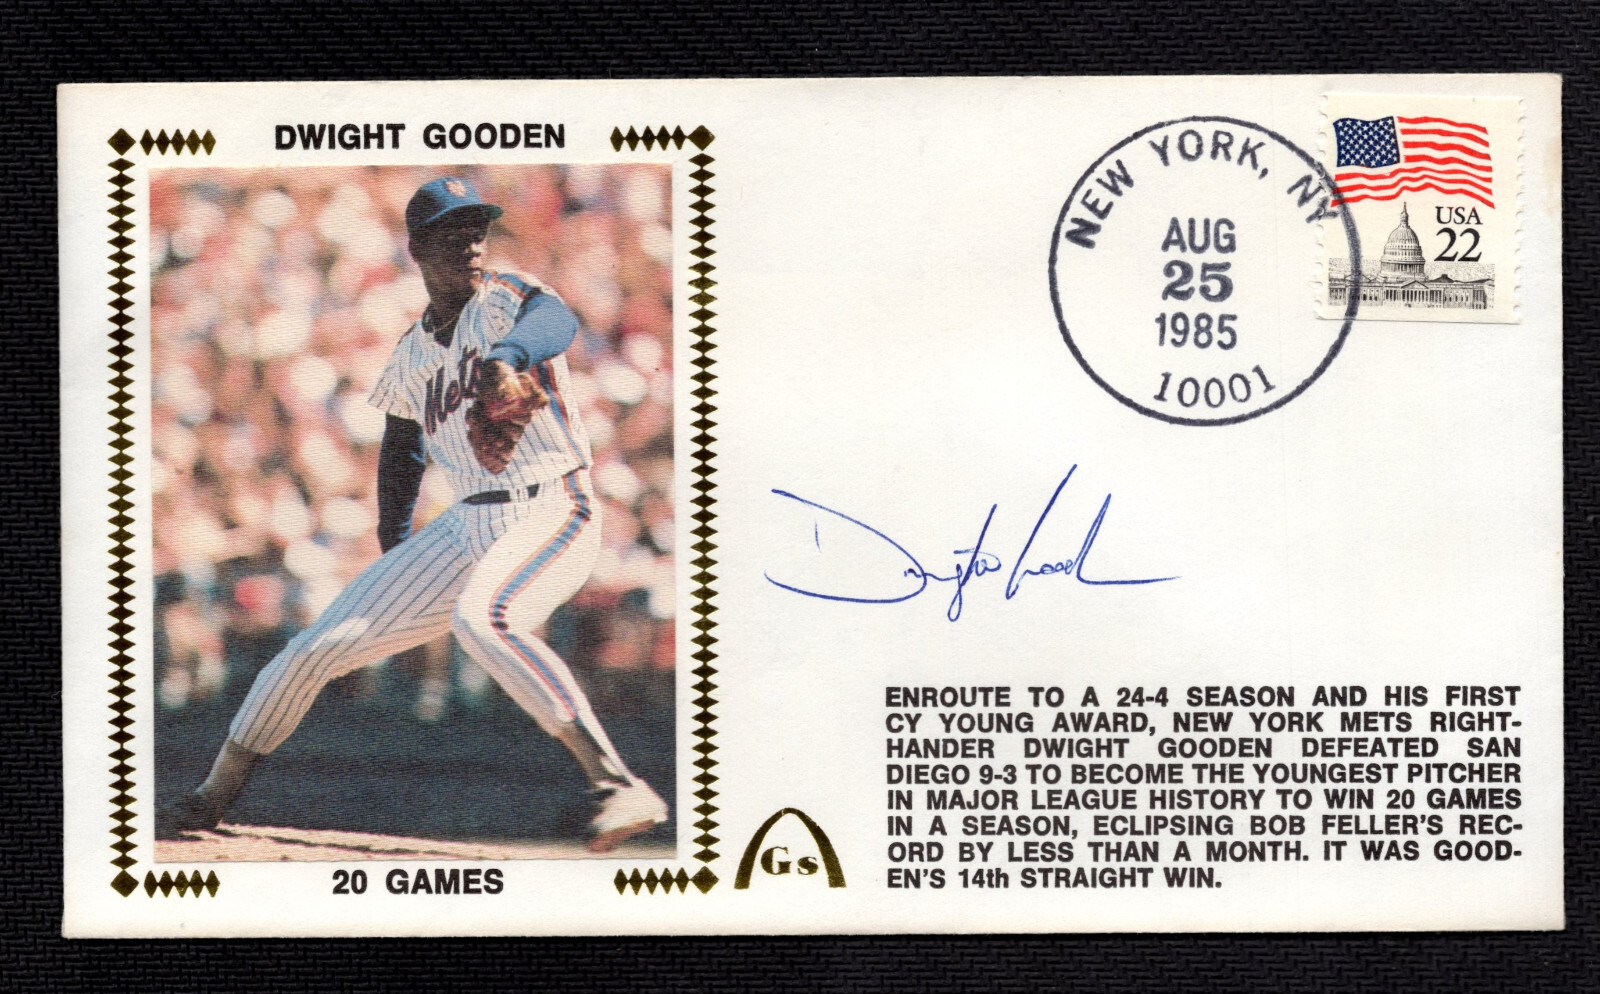 DWIGHT GOODEN
Mets
20 GAMES
NEW YORK, NY
AUG
25
1985
10001
USA
22
Dwight Gooden
ENROUTE TO A 24-4 SEASON AND HIS FIRST
CY YOUNG AWARD, NEW YORK METS RIGHT-
HANDER DWIGHT GOODEN DEFEATED SAN
DIEGO 9-3 TO BECOME THE YOUNGEST PITCHER
IN MAJOR LEAGUE HISTORY TO WIN 20 GAMES
IN A SEASON, ECLIPSING BOB FELLER'S REC-
ORD BY LESS THAN A MONTH. IT WAS GOOD-
EN'S 14th STRAIGHT WIN.
Gs